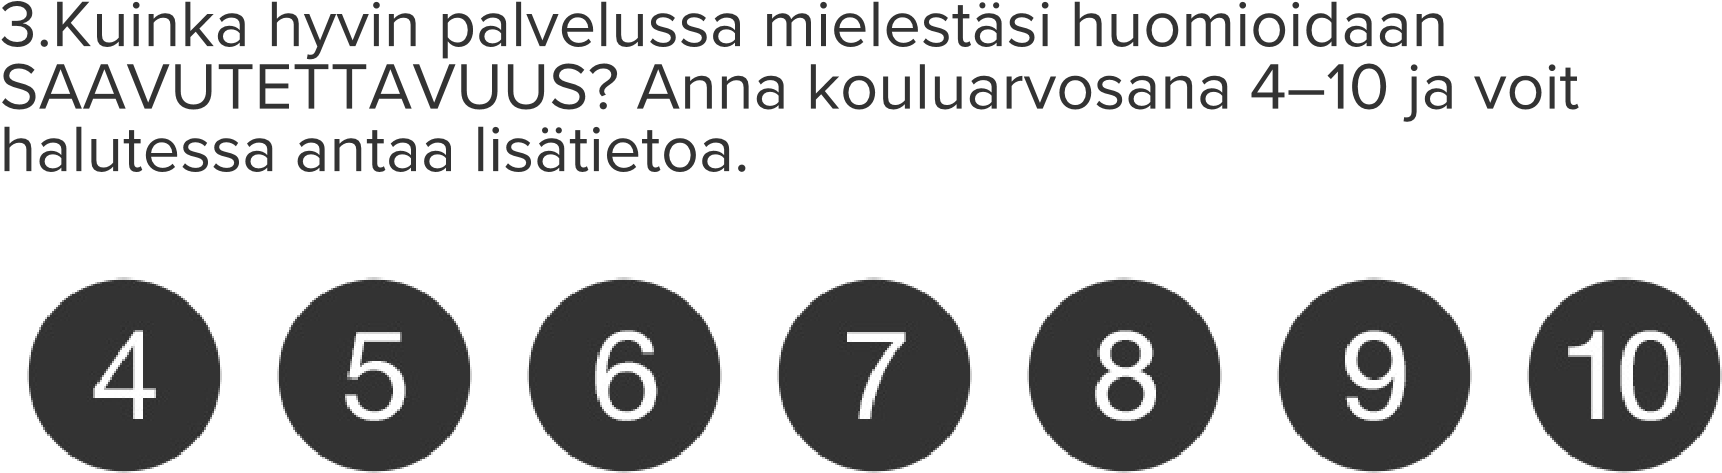 3.Kuinka hyvin palvelussa mielestäsi huomioidaan
SAAVUTETTAVUUS? Anna kouluarvosana 4–10 ja voit
halutessa antaa lisätietoa.
4 5 6 7 8 9 10